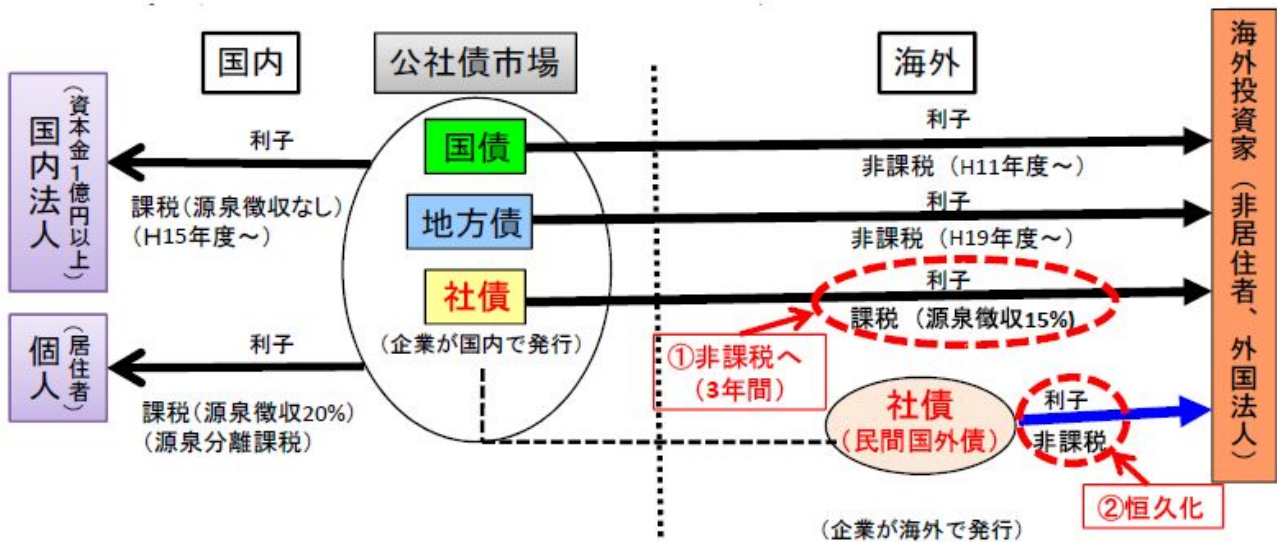 国内
公社債市場
海外
国内法人
(資本金1億円以上)
利子
課税(源泉徴収なし)
(H15年度~)
個人
(居住者)
利子
課税(源泉徴収20%)
(源泉分離課税)
国債
地方債
社債
(企業が国内で発行)
利子
非課税(H11年度~)
利子
非課税(H19年度~)
利子
課税(源泉徴収15%)
①非課税へ
(3年間)
社債
(民間国外債)
利子
非課税
②恒久化
(企業が海外で発行)
海外投資家(非居住者、外国法人)